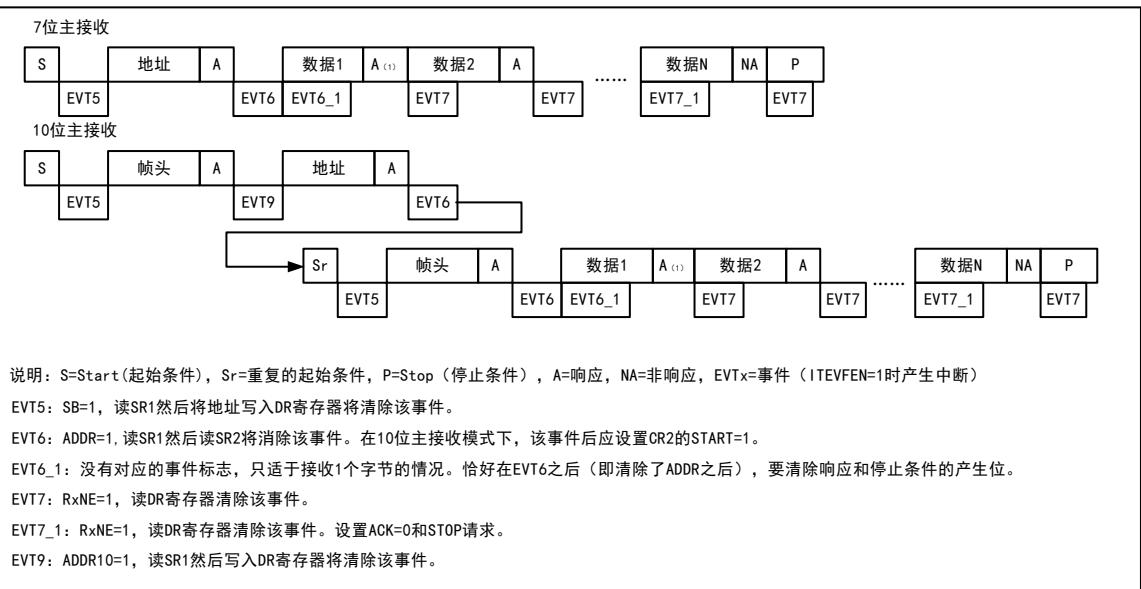 7位主接收
S 地址 A 数据1 A(1) 数据2 A …… 数据N NA P
EVT5 EVT6 EVT6_1 EVT7 EVT7 EVT7_1 EVT7
10位主接收
S 帧头 A 地址 A
EVT5 EVT9 EVT6
Sr 帧头 A 数据1 A(1) 数据2 A …… 数据N NA P
EVT5 EVT6 EVT6_1 EVT7 EVT7 EVT7_1 EVT7
说明：S=Start(起始条件)，Sr=重复的起始条件，P=Stop（停止条件），A=响应，NA=非响应，EVTx=事件（ITEVFEN=1时产生中断）
EVT5：SB=1，读SR1然后将地址写入DR寄存器将清除该事件。
EVT6：ADDR=1,读SR1然后读SR2将消除该事件。在10位主接收模式下，该事件后应设置CR2的START=1。
EVT6_1：没有对应的事件标志，只适于接收1个字节的情况。恰好在EVT6之后（即清除了ADDR之后），要清除响应和停止条件的产生位。
EVT7：RxNE=1，读DR寄存器清除该事件。
EVT7_1：RxNE=1，读DR寄存器清除该事件。设置ACK=0和STOP请求。
EVT9：ADDR10=1，读SR1然后写入DR寄存器将清除该事件。